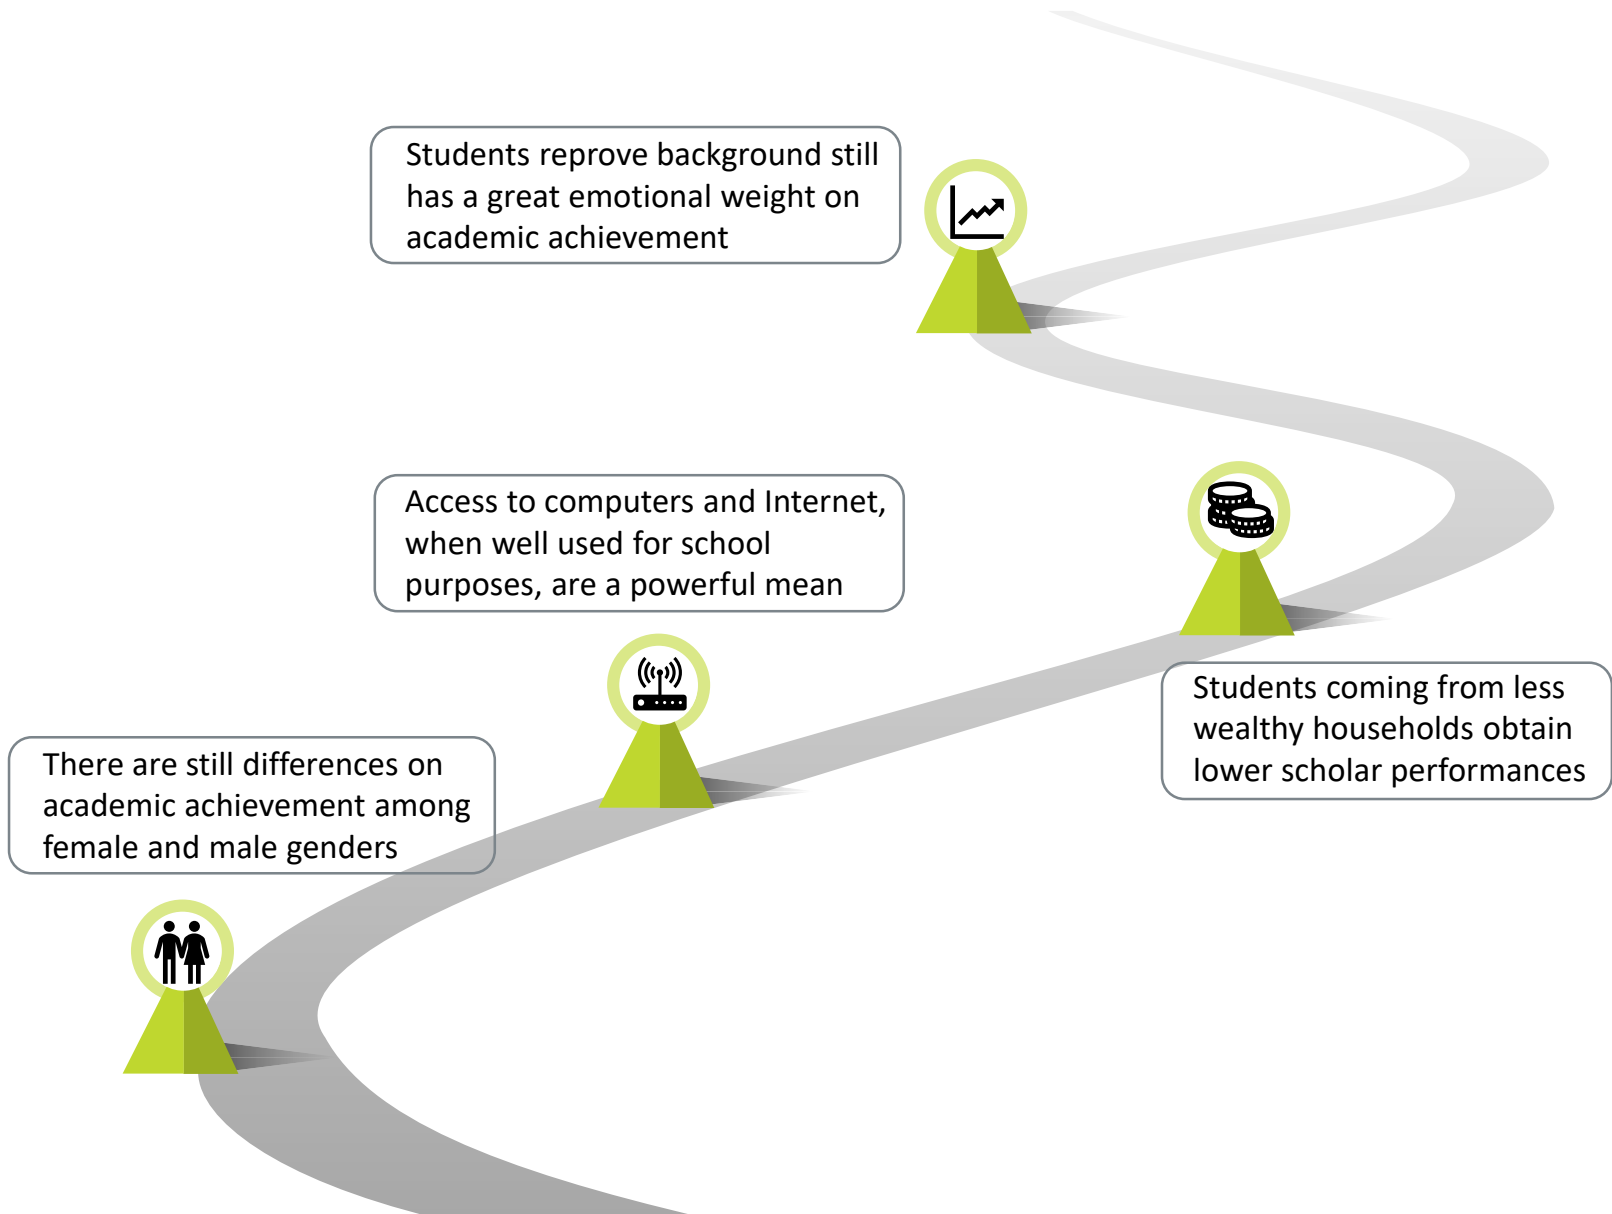 Students reprove background still
has a great emotional weight on
academic achievement
Access to computers and Internet,
when well used for school
purposes, are a powerful mean
Students coming from less
wealthy households obtain
lower scholar performances
There are still differences on
academic achievement among
female and male genders